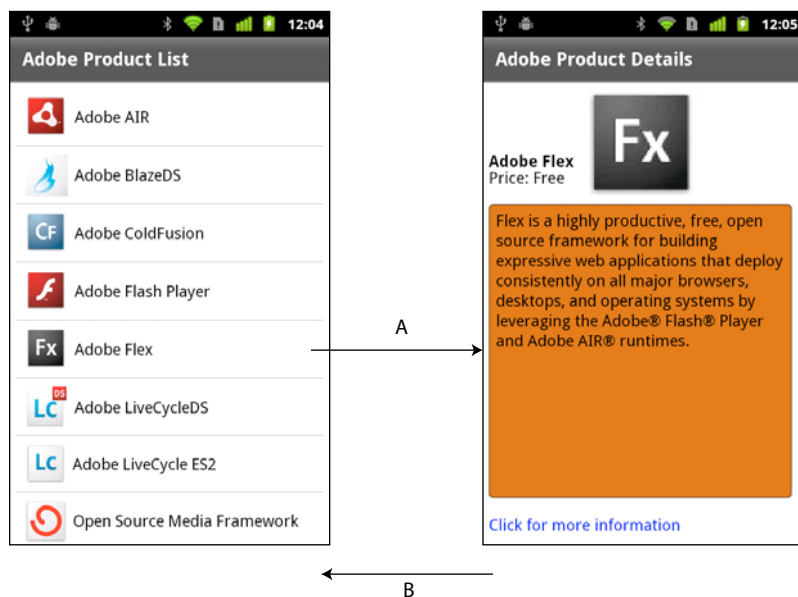 12:04
Adobe Product List
Adobe AIR
Adobe BlazeDS
CF
Adobe ColdFusion
Adobe Flash Player
Fx
Adobe Flex
LC
DS
Adobe LiveCycleDS
LC
Adobe LiveCycle ES2
Open Source Media Framework
A
B
12:05
Adobe Product Details
Fx
Adobe Flex
Price: Free
Flex is a highly productive, free, open
source framework for building
expressive web applications that deploy
consistently on all major browsers,
desktops, and operating systems by
leveraging the Adobe® Flash® Player
and Adobe AIR® runtimes.
Click for more information